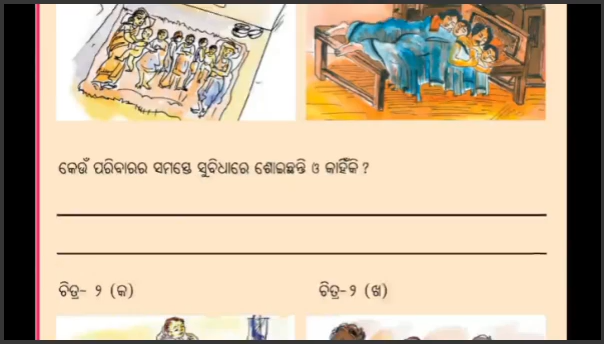 କେଉଁ ପରିବାରର ସମସ୍ତେ ସୁବିଧାରେ ଶୋଇଛନ୍ତି ଓ କାହିଁକି ?
ଚିତ୍ର- ୨ (କ)
ଚିତ୍ର-୨ (ଖ)